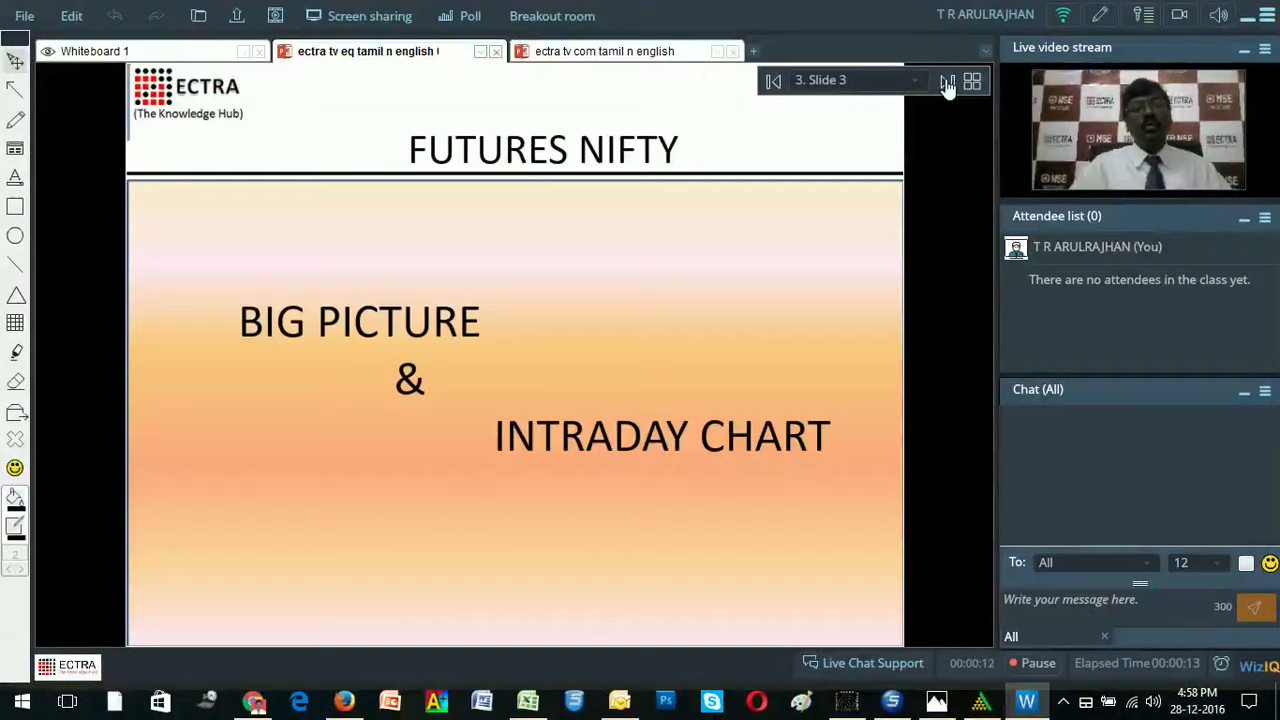 File
Edit
Screen sharing
Poll
Breakout room
T R ARULRAJHAN
Whiteboard 1
ectra tv eq tamil n english (
ectra tv com tamil n english
Live video stream
ECTRA
(The Knowledge Hub)
3. Slide 3
FUTURES NIFTY
BIG PICTURE
&
INTRADAY CHART
Attendee list (0)
T R ARULRAJHAN (You)
There are no attendees in the class yet.
Chat (All)
To:
All
12
Write your message here.
300
All
2
ECTRA
Live Chat Support
00:00:12
Pause
Elapsed Time
00:00:13
WizIQ
4:58 PM
28-12-2016